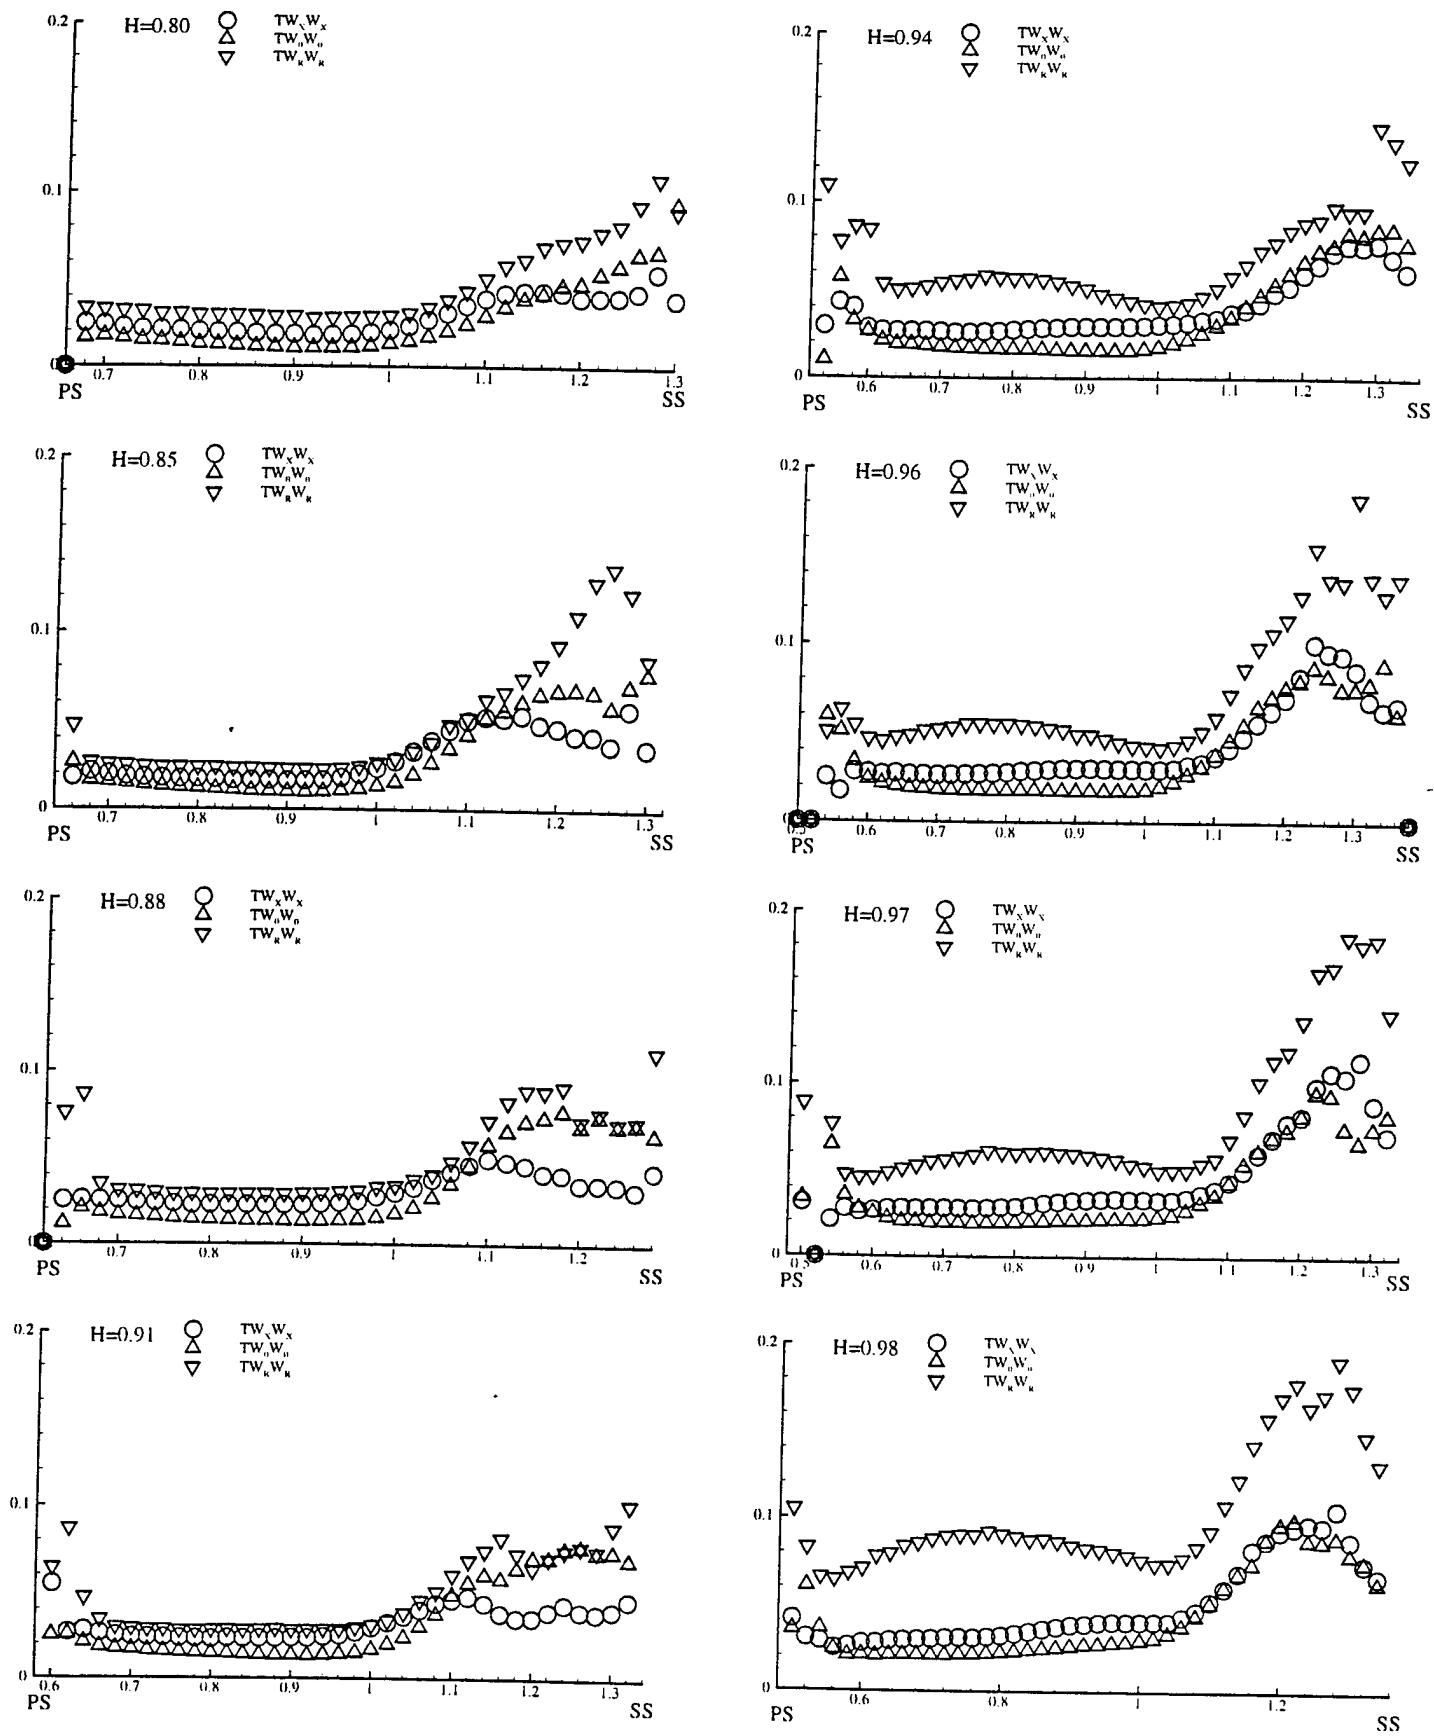 0.2
H=0.80
TWxWx
TWθWθ
TWRWR
0.1
0.7 0.8 0.9 1 1.1 1.2 1.3
PS SS
0.2
H=0.94
TWxWx
TWθWθ
TWRWR
0.1
0
0.6 0.7 0.8 0.9 1 1.1 1.2 1.3
PS SS
0.2
H=0.85
TWxWx
TWθWθ
TWRWR
0.1
0
0.7 0.8 0.9 1 1.1 1.2 1.3
PS SS
0.2
H=0.96
TWxWx
TWθWθ
TWRWR
0.1
0.5 0.6 0.7 0.8 0.9 1 1.1 1.2 1.3
PS SS
0.2
H=0.88
TWxWx
TWθWθ
TWRWR
0.1
0.7 0.8 0.9 1 1.1 1.2
PS SS
0.2
H=0.97
TWxWx
TWθWθ
TWRWR
0.1
0
0.5 0.6 0.7 0.8 0.9 1 1.1 1.2 1.3
PS SS
0.2
H=0.91
TWxWx
TWθWθ
TWRWR
0.1
0
0.6 0.7 0.8 0.9 1 1.1 1.2 1.3
PS SS
0.2
H=0.98
TWxWx
TWθWθ
TWRWR
0.1
0
0.6 0.8 1 1.2
PS SS